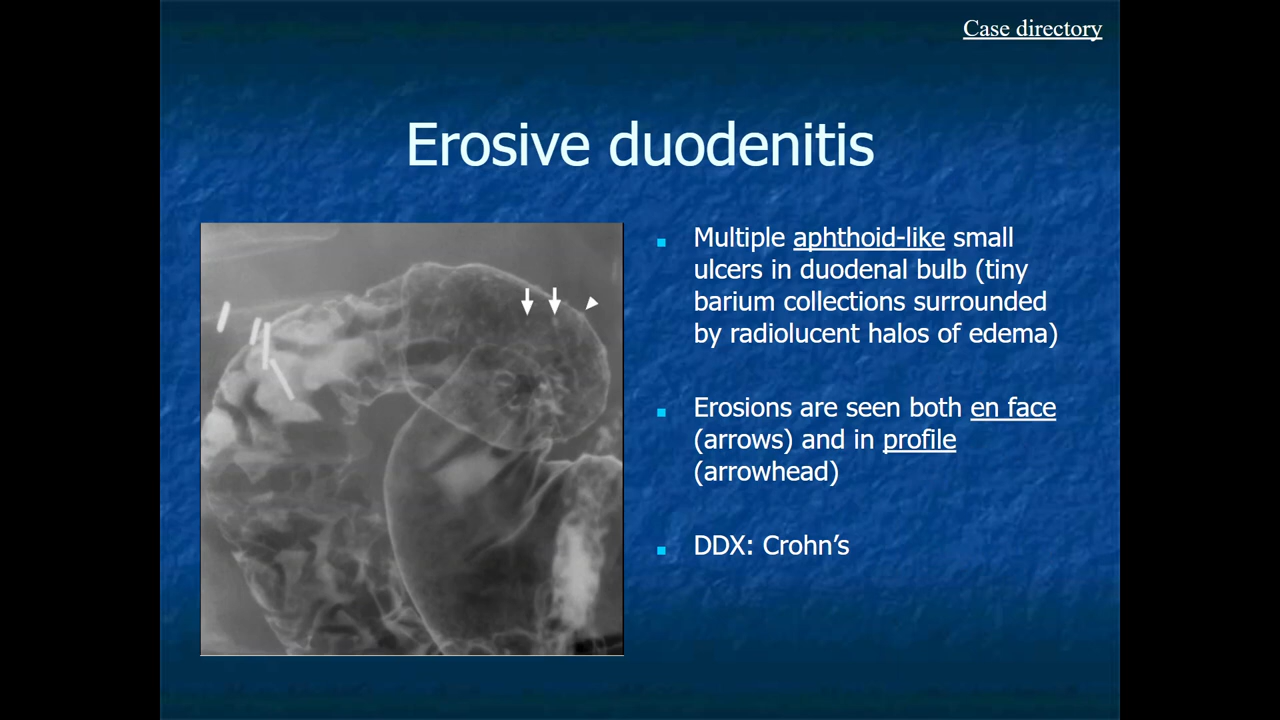 Case directory
Erosive duodenitis
Multiple aphthoid-like small
ulcers in duodenal bulb (tiny
barium collections surrounded
by radiolucent halos of edema)
Erosions are seen both en face
(arrows) and in profile
(arrowhead)
DDX: Crohn’s